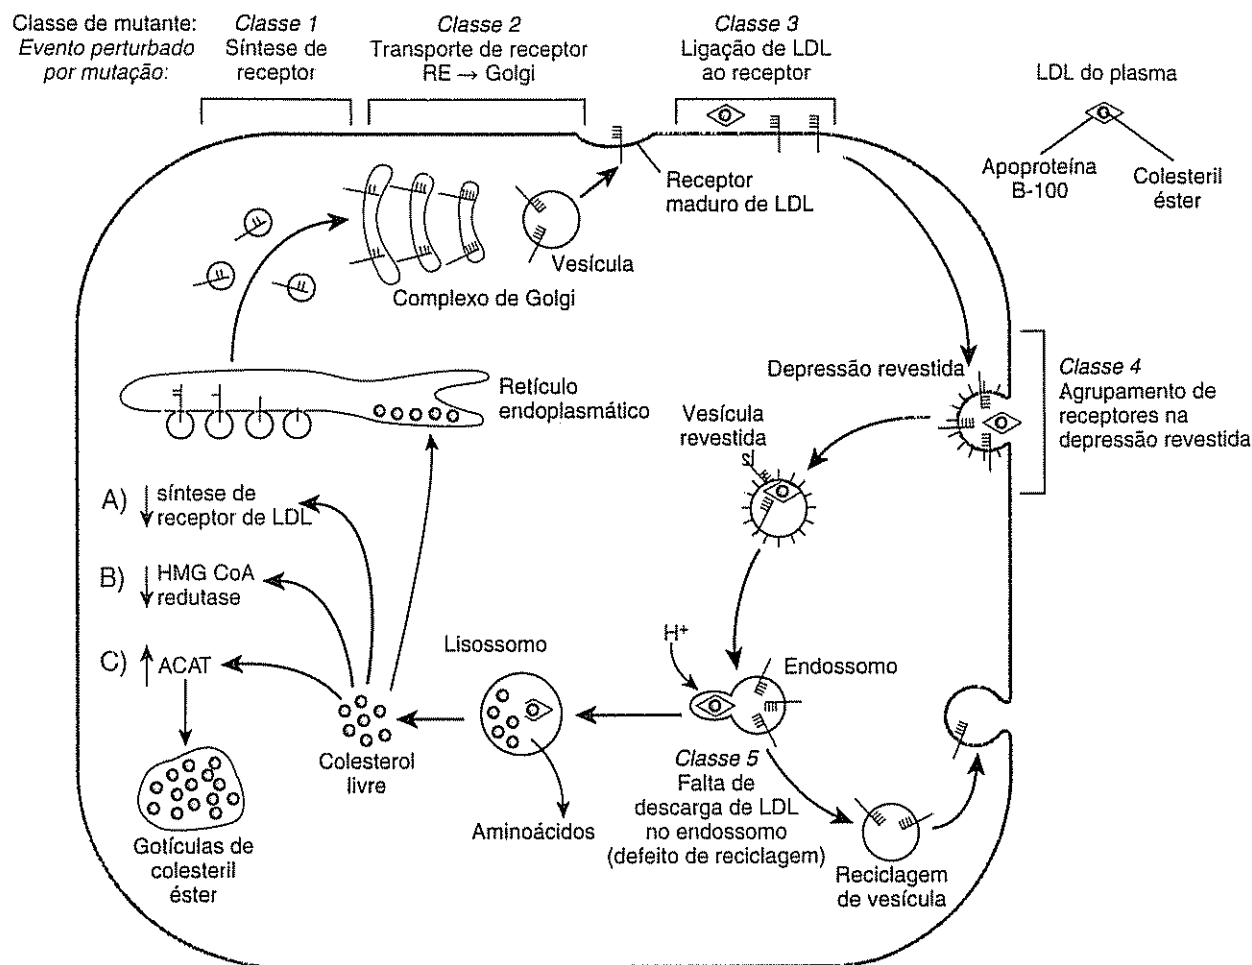 Classe de mutante:
Evento perturbado
por mutação:
Classe 1
Síntese de
receptor
Classe 2
Transporte de receptor
RE → Golgi
Classe 3
Ligação de LDL
ao receptor
LDL do plasma
Apoproteína
B-100
Colesteril
éster
Receptor
maduro de LDL
Vesícula
Complexo de Golgi
Retículo
endoplasmático
Depressão revestida
Classe 4
Agrupamento de
receptores na
depressão revestida
Vesícula
revestida
A) ↓ síntese de
receptor de LDL
B) ↓ HMG CoA
redutase
C) ↑ ACAT
Lisossomo
H+
Endossomo
Colesterol
livre
Classe 5
Falta de
descarga de LDL
no endossomo
(defeito de reciclagem)
Aminoácidos
Gotículas de
colesteril
éster
Reciclagem
de vesícula